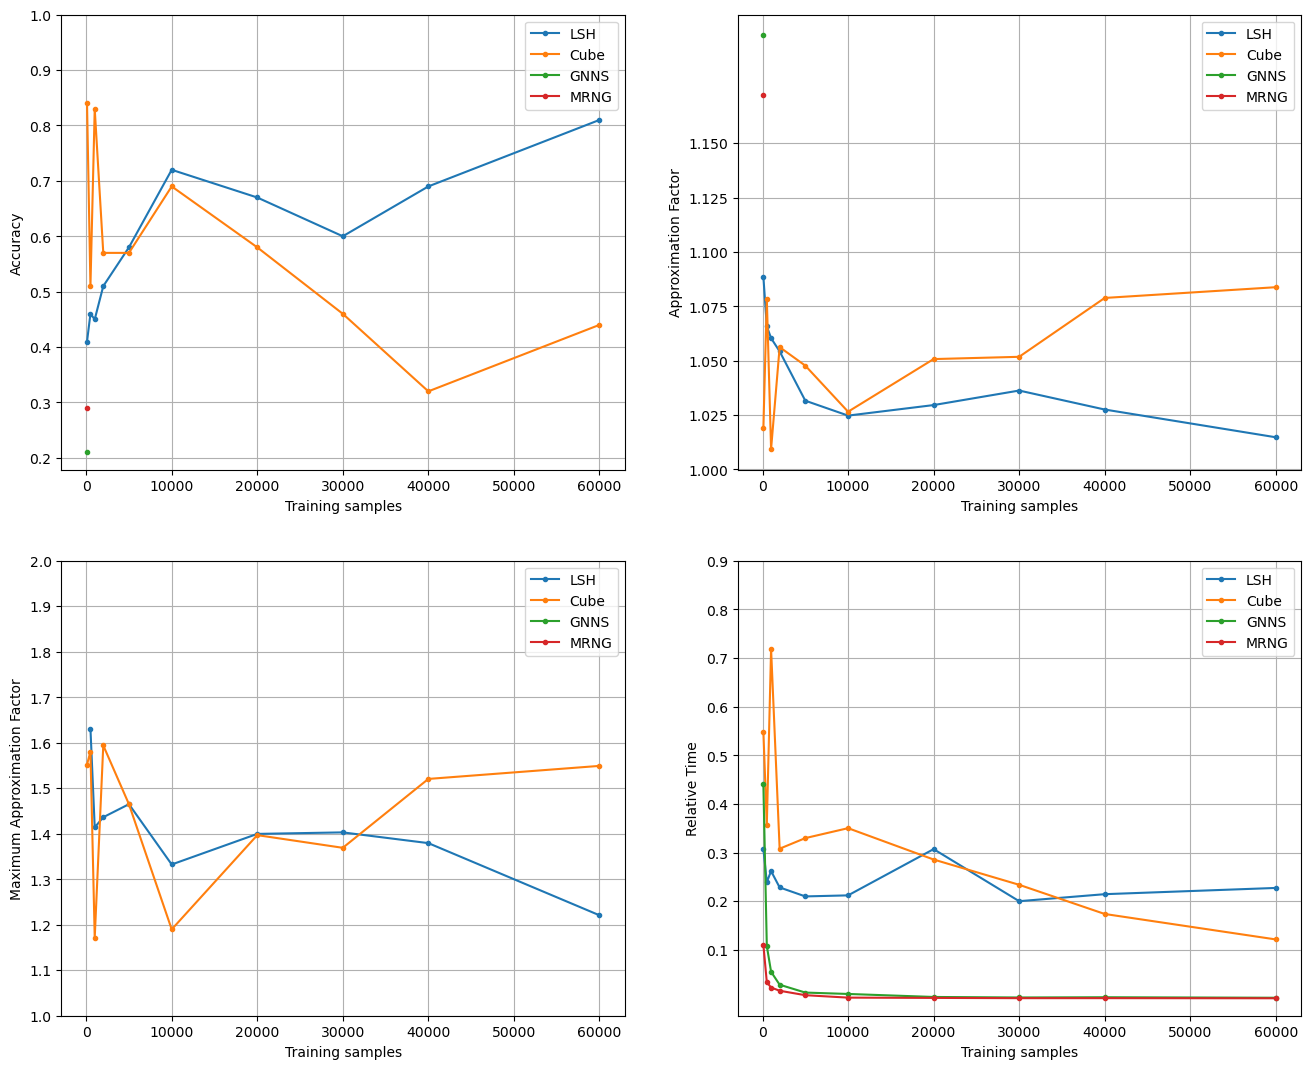 1.0
0.9
0.8
0.7
0.6
0.5
0.4
0.3
0.2
Accuracy
0 10000 20000 30000 40000 50000 60000
Training samples
LSH
Cube
GNNS
MRNG
1.150
1.125
1.100
1.075
1.050
1.025
1.000
Approximation Factor
0 10000 20000 30000 40000 50000 60000
Training samples
LSH
Cube
GNNS
MRNG
2.0
1.9
1.8
1.7
1.6
1.5
1.4
1.3
1.2
1.1
1.0
Maximum Approximation Factor
0 10000 20000 30000 40000 50000 60000
Training samples
LSH
Cube
GNNS
MRNG
0.9
0.8
0.7
0.6
0.5
0.4
0.3
0.2
0.1
Relative Time
0 10000 20000 30000 40000 50000 60000
Training samples
LSH
Cube
GNNS
MRNG